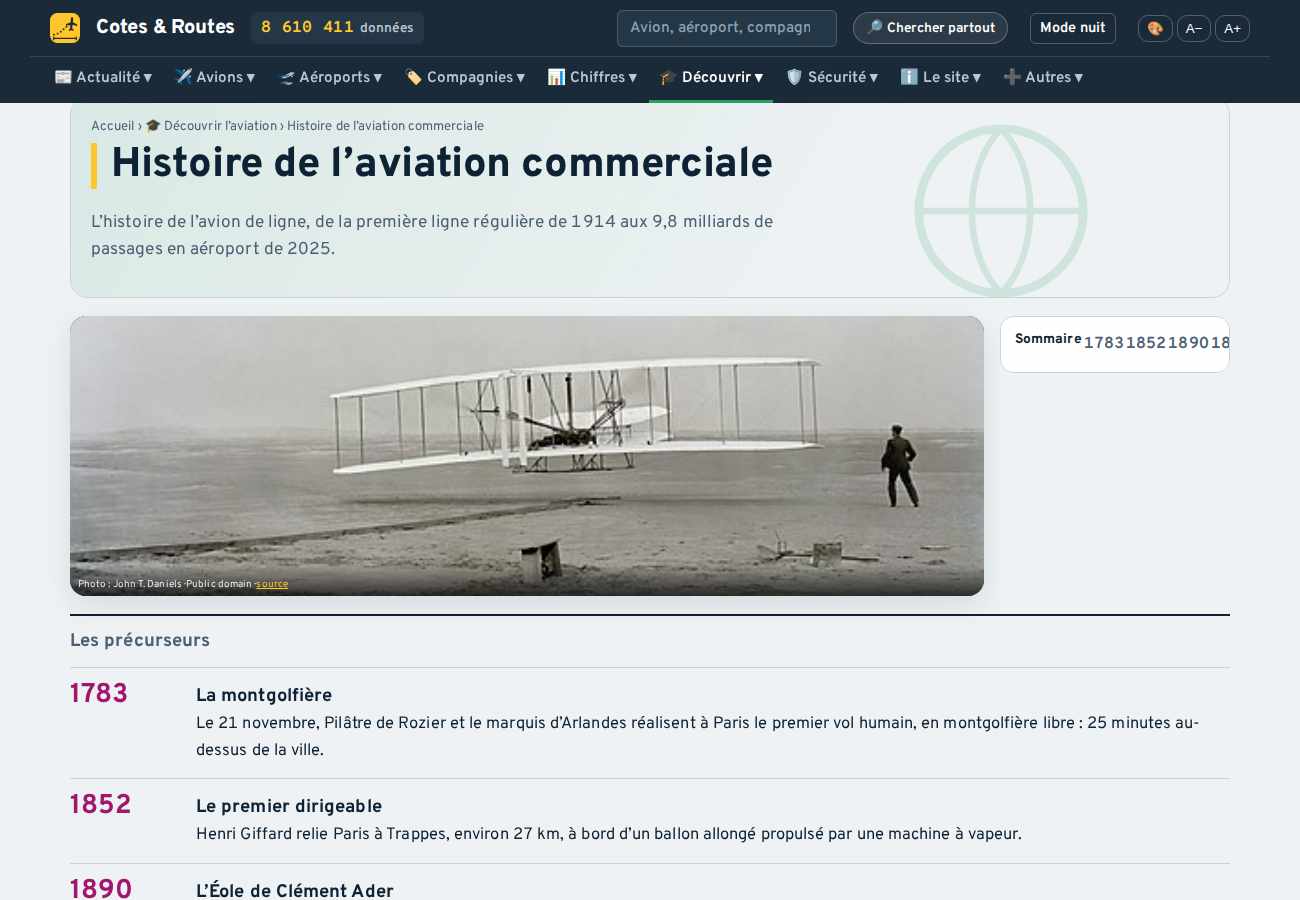 Cotes & Routes
8 610 411 données
Avion, aéroport, compagn
🔎 Chercher partout
Mode nuit
🎨
A−
A+
📰 Actualité ▾
✈️ Avions ▾
🛫 Aéroports ▾
🏷️ Compagnies ▾
📊 Chiffres ▾
🎓 Découvrir ▾
🛡️ Sécurité ▾
ℹ️ Le site ▾
➕ Autres ▾
Accueil › 🎓 Découvrir l’aviation › Histoire de l’aviation commerciale
Histoire de l’aviation commerciale
L’histoire de l’avion de ligne, de la première ligne régulière de 1914 aux 9,8 milliards de
passages en aéroport de 2025.
Photo : John T. Daniels · Public domain · source
Sommaire 1783 1852 1890 18
Les précurseurs
1783
La montgolfière
Le 21 novembre, Pilâtre de Rozier et le marquis d’Arlandes réalisent à Paris le premier vol humain, en montgolfière libre : 25 minutes au-
dessus de la ville.
1852
Le premier dirigeable
Henri Giffard relie Paris à Trappes, environ 27 km, à bord d’un ballon allongé propulsé par une machine à vapeur.
1890
L’Éole de Clément Ader